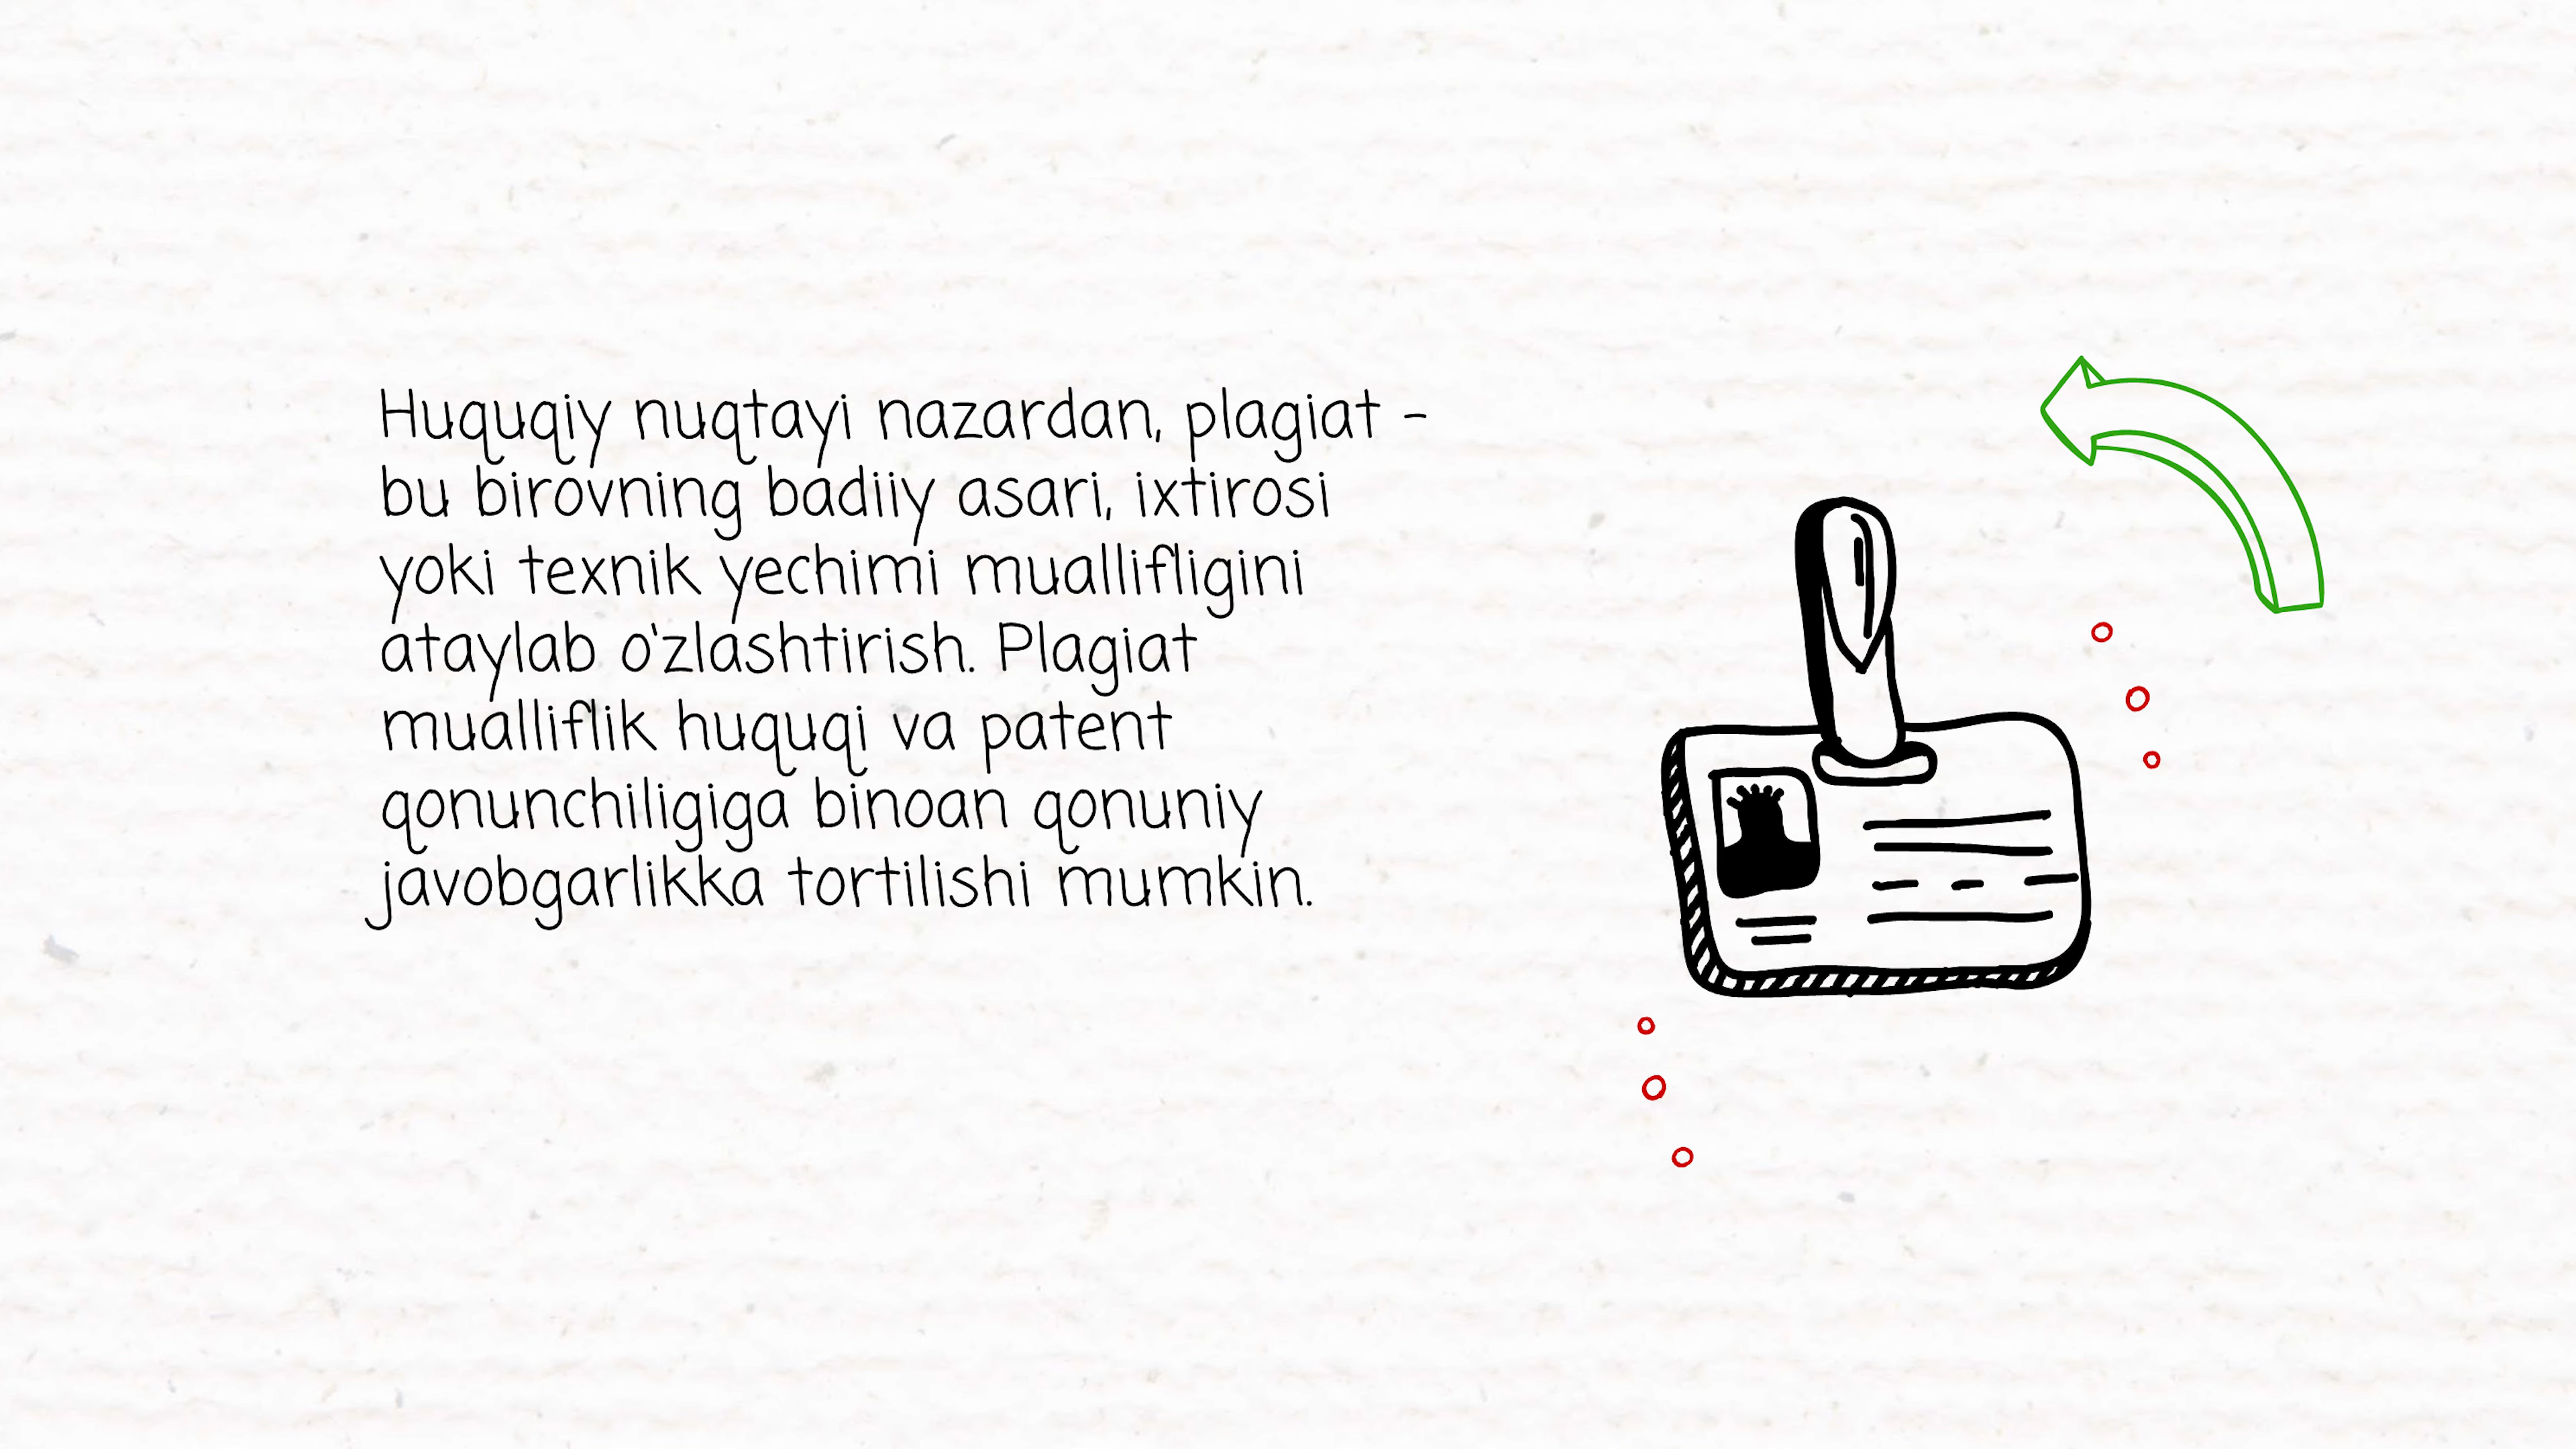 Huquqiy nuqtayi nazardan, plagiat -
bu birovning badiiy asari, ixtirosi
yoki texnik yechimi muallifligini
ataylab o'zlashtirish. Plagiat
mualliflik huquqi va patent
qonunchiligiga binoan qonuniy
javobgarlikka tortilishi mumkin.